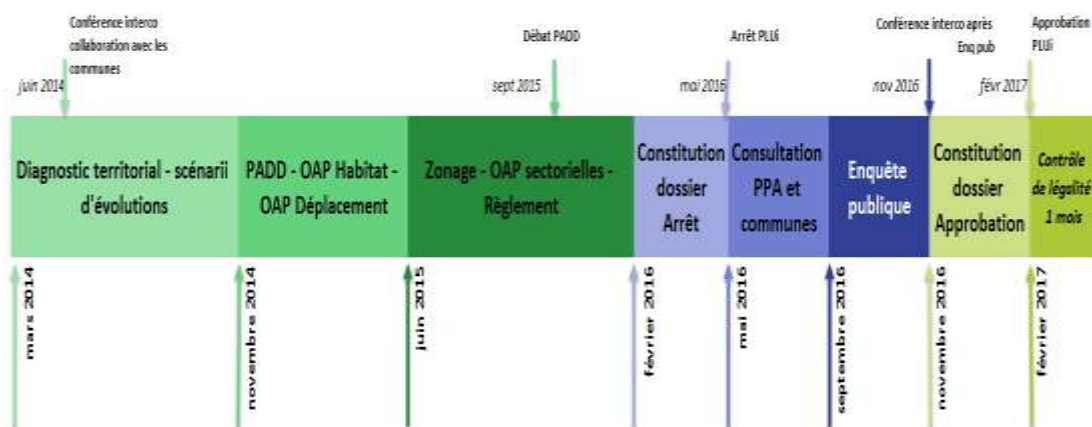 Conférence interco
collaboration avec les
communes
juin 2014
Débat PADD
sept 2015
Arrêt PLUi
mai 2016
Conférence interco après
Enq pub
nov 2016
Approbation
PLUi
févr 2017
Diagnostic territorial - scénarii
d'évolutions
PADD - OAP Habitat -
OAP Déplacement
Zonage - OAP sectorielles -
Règlement
Constitution
dossier
Arrêt
Consultation
PPA et
communes
Enquête
publique
Constitution
dossier
Approbation
Contrôle
de légalité
1 mois
mars 2014
novembre 2014
juin 2015
février 2016
mai 2016
septembre 2016
novembre 2016
février 2017